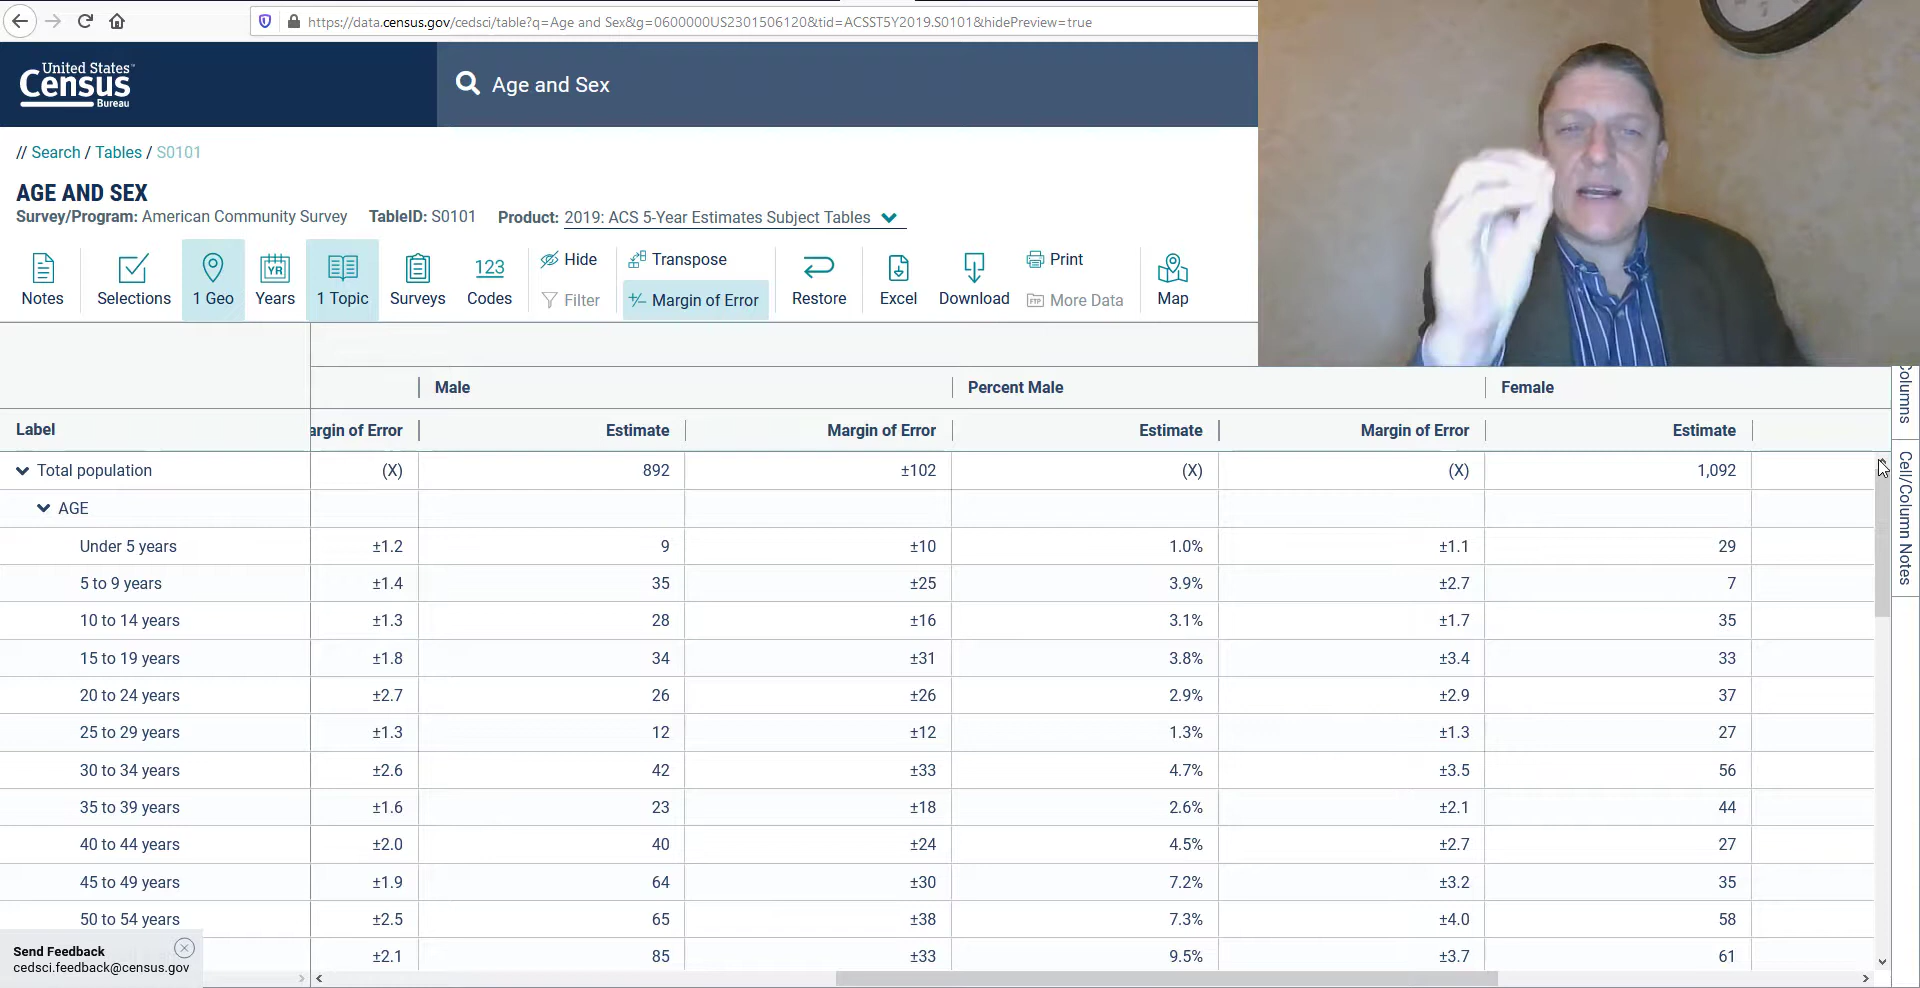 https://data.census.gov/cedsci/table?q=Age and Sex&g=0600000US2301506120&tid=ACSST5Y2019.S0101&hidePreview=true
United States
Census
Bureau
Age and Sex
// Search / Tables / S0101
AGE AND SEX
Survey/Program: American Community Survey TableID: S0101 Product: 2019: ACS 5-Year Estimates Subject Tables
Notes Selections 1 Geo Years 1 Topic Surveys Codes Hide Filter Transpose Margin of Error Restore Excel Download Print More Data Map
YR
123
+/-
FTP
Male Percent Male Female
Label argin of Error Estimate Margin of Error Estimate Margin of Error Estimate
Total population (X) 892 ±102 (X) (X) 1,092
AGE
Under 5 years ±1.2 9 ±10 1.0% ±1.1 29
5 to 9 years ±1.4 35 ±25 3.9% ±2.7 7
10 to 14 years ±1.3 28 ±16 3.1% ±1.7 35
15 to 19 years ±1.8 34 ±31 3.8% ±3.4 33
20 to 24 years ±2.7 26 ±26 2.9% ±2.9 37
25 to 29 years ±1.3 12 ±12 1.3% ±1.3 27
30 to 34 years ±2.6 42 ±33 4.7% ±3.5 56
35 to 39 years ±1.6 23 ±18 2.6% ±2.1 44
40 to 44 years ±2.0 40 ±24 4.5% ±2.7 27
45 to 49 years ±1.9 64 ±30 7.2% ±3.2 35
50 to 54 years ±2.5 65 ±38 7.3% ±4.0 58
±2.1 85 ±33 9.5% ±3.7 61
Send Feedback
cedsci.feedback@census.gov
olumns
Cell/Column Notes